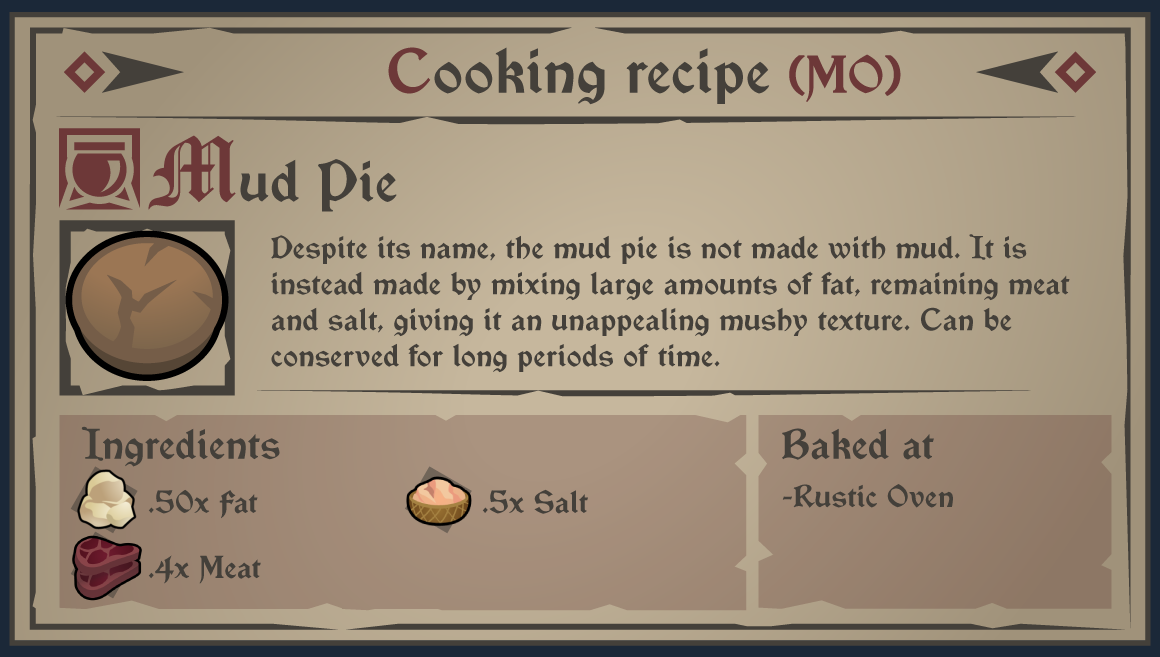 Cooking recipe (MO)
Mud Pie
Despite its name, the mud pie is not made with mud. It is
instead made by mixing large amounts of fat, remaining meat
and salt, giving it an unappealing mushy texture. Can be
conserved for long periods of time.
Ingredients
.50x Fat
.5x Salt
.4x Meat
Baked at
-Rustic Oven